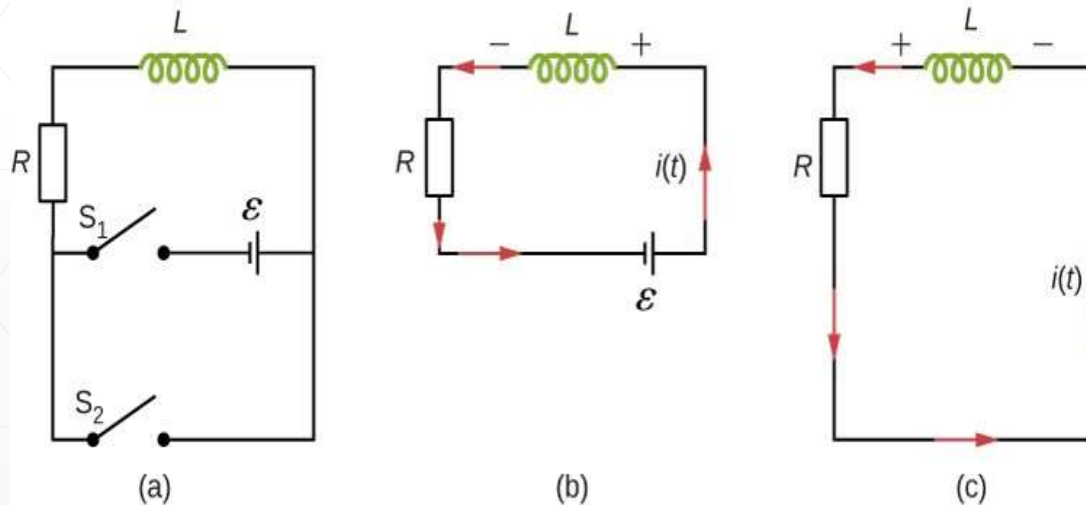 L
R
S1
ε
S2
(a)
− L +
R
i(t)
ε
(b)
+ L −
R
i(t)
(c)